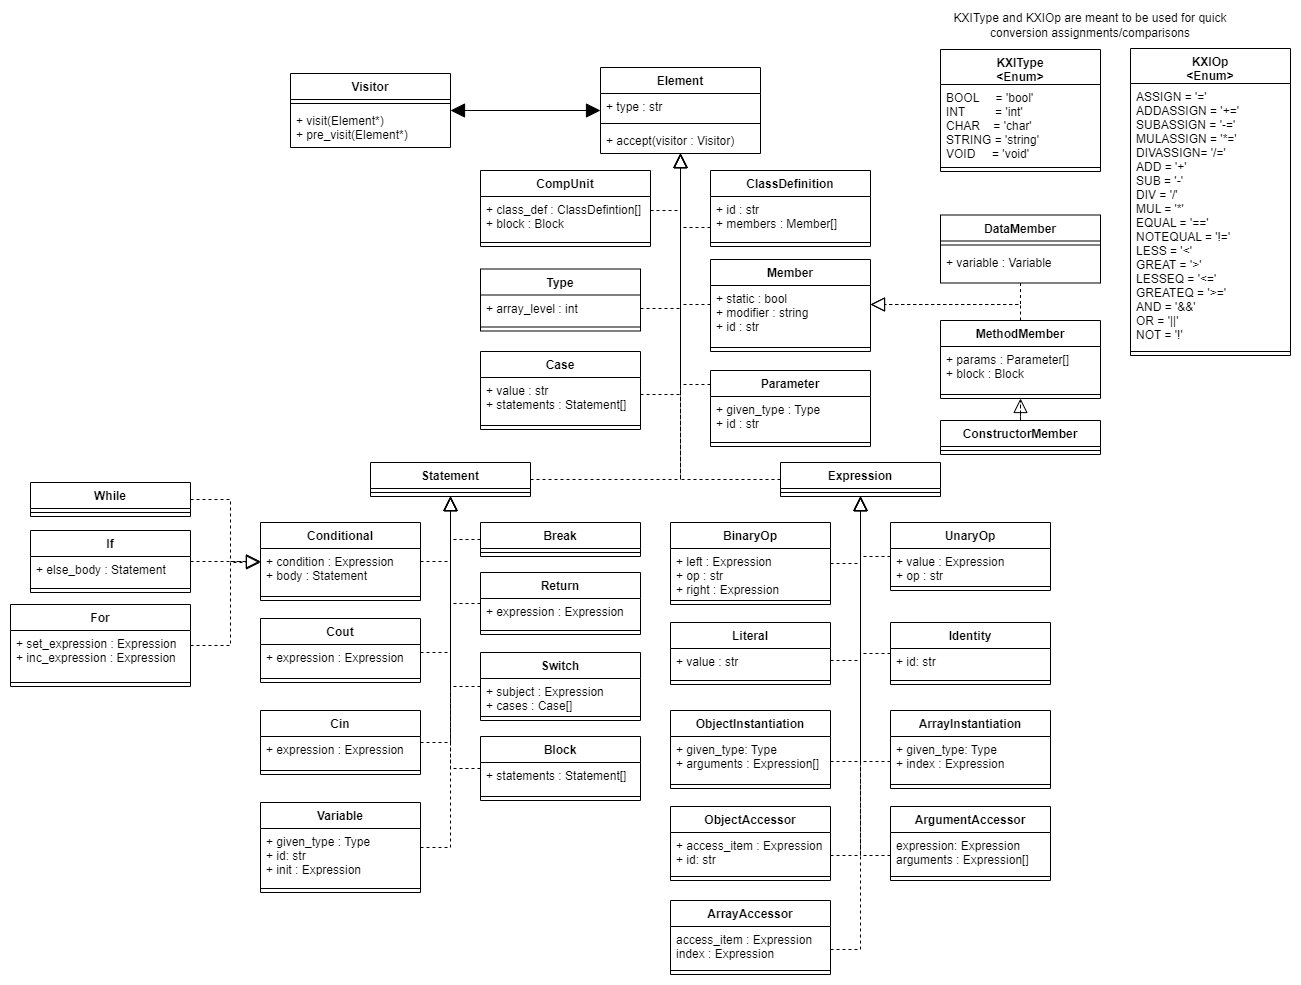 KXIType and KXIOp are meant to be used for quick
conversion assignments/comparisons
Visitor
+ visit(Element*)
+ pre_visit(Element*)
Element
+ type : str
+ accept(visitor : Visitor)
KXIType
<Enum>
BOOL = 'bool'
INT = 'int'
CHAR = 'char'
STRING = 'string'
VOID = 'void'
KXIOp
<Enum>
ASSIGN = '='
ADDASSIGN = '+='
SUBASSIGN = '-='
MULASSIGN = '*='
DIVASSIGN= '/='
ADD = '+'
SUB = '-'
DIV = '/'
MUL = '*'
EQUAL = '=='
NOTEQUAL = '!='
LESS = '<'
GREAT = '>'
LESSEQ = '<='
GREATEQ = '>='
AND = '&&'
OR = '||'
NOT = '!'
CompUnit
+ class_def : ClassDefintion[]
+ block : Block
ClassDefinition
+ id : str
+ members : Member[]
DataMember
+ variable : Variable
Type
+ array_level : int
Member
+ static : bool
+ modifier : string
+ id : str
MethodMember
+ params : Parameter[]
+ block : Block
Case
+ value : str
+ statements : Statement[]
Parameter
+ given_type : Type
+ id : str
ConstructorMember
Statement
Expression
While
If
+ else_body : Statement
For
+ set_expression : Expression
+ inc_expression : Expression
Conditional
+ condition : Expression
+ body : Statement
Break
Return
+ expression : Expression
Cout
+ expression : Expression
Switch
+ subject : Expression
+ cases : Case[]
Cin
+ expression : Expression
Block
+ statements : Statement[]
Variable
+ given_type : Type
+ id: str
+ init : Expression
BinaryOp
+ left : Expression
+ op : str
+ right : Expression
UnaryOp
+ value : Expression
+ op : str
Literal
+ value : str
Identity
+ id: str
ObjectInstantiation
+ given_type: Type
+ arguments : Expression[]
ArrayInstantiation
+ given_type: Type
+ index : Expression
ObjectAccessor
+ access_item : Expression
+ id: str
ArgumentAccessor
expression: Expression
arguments : Expression[]
ArrayAccessor
access_item : Expression
index : Expression